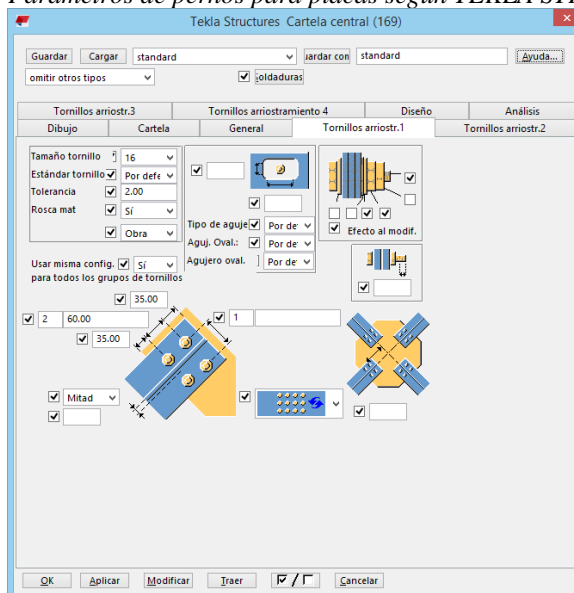 Parámetros de pernos para placas según TEKLA ST
Tekla Structures Cartela central (169)
Guardar Cargar standard uardar con standard Ayuda...
omitir otros tipos oldaduras
Tornillos arriostr.3 Tornillos arriostramiento 4 Diseño Análisis
Dibujo Cartela General Tornillos arriostr.1 Tornillos arriostr.2
Tamaño tornillo 16
Estándar tornillo Por defe
Tolerancia 2.00
Rosca mat Sí
Obra
Tipo de aguje Por de
Aguj. Oval.: Por de
Agujero oval. Por de
Efecto al modif.
Usar misma config. Sí
para todos los grupos de tornillos
35.00
2 60.00 1
35.00
Mitad
OK Aplicar Modificar Traer / Cancelar